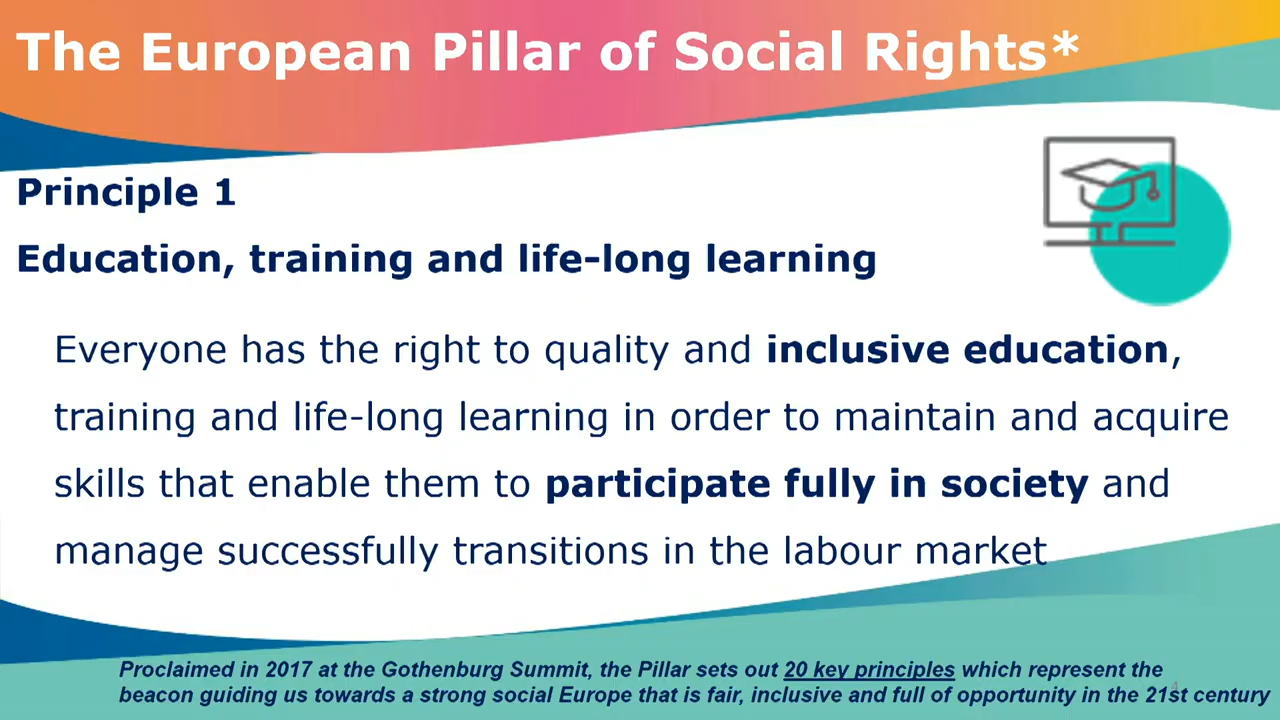 The European Pillar of Social Rights*
Principle 1
Education, training and life-long learning
Everyone has the right to quality and inclusive education,
training and life-long learning in order to maintain and acquire
skills that enable them to participate fully in society and
manage successfully transitions in the labour market
Proclaimed in 2017 at the Gothenburg Summit, the Pillar sets out 20 key principles which represent the
beacon guiding us towards a strong social Europe that is fair, inclusive and full of opportunity in the 21st century